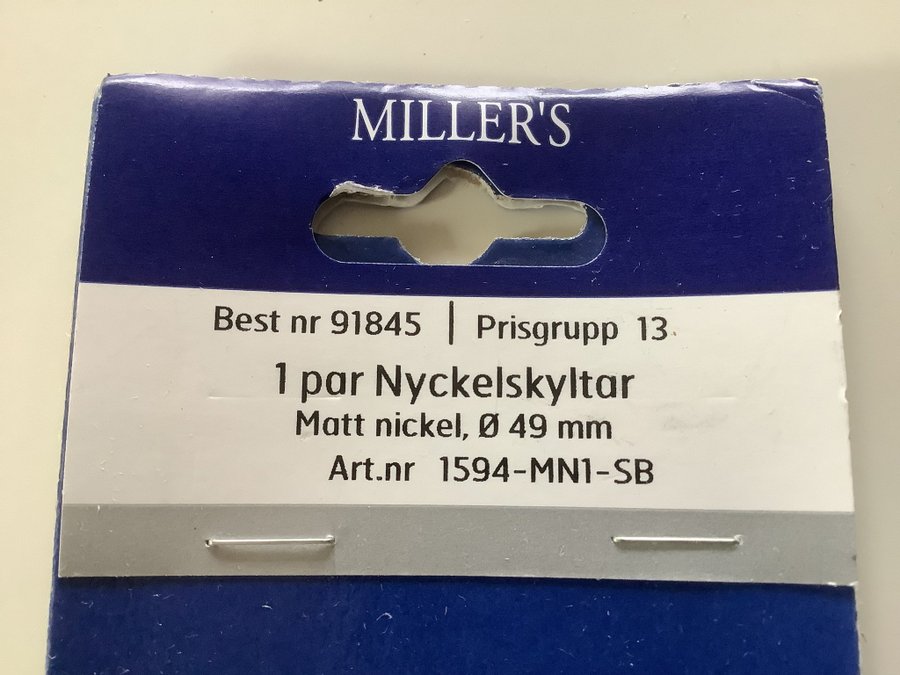 MILLER'S
Best nr 91845 | Prisgrupp 13
1 par Nyckelskyltar
Matt nickel, Ø 49 mm
Art.nr 1594-MN1-SB